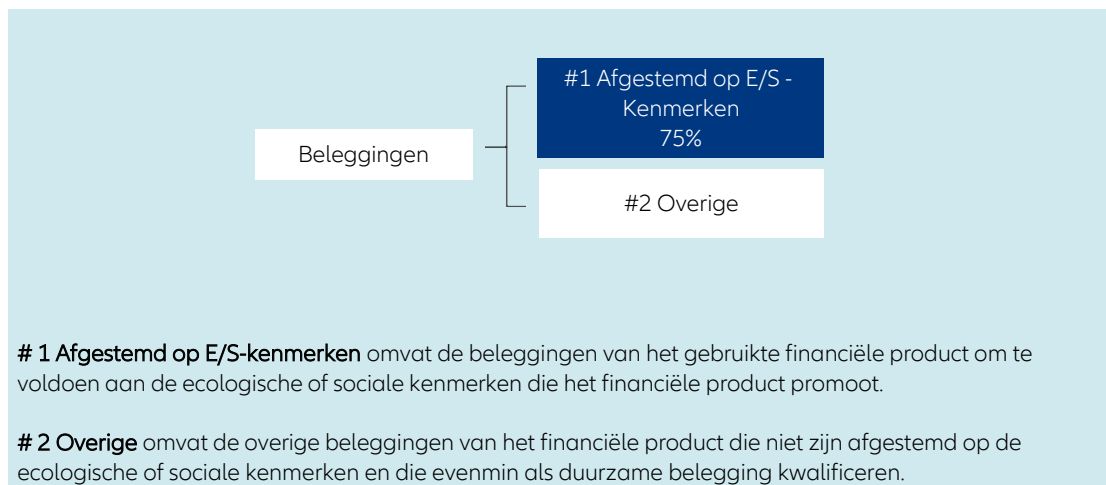 #1 Afgestemd op E/S -
Kenmerken
75%
Beleggingen
#2 Overige
# 1 Afgestemd op E/S-kenmerken omvat de beleggingen van het gebruikte financiële product om te
voldoen aan de ecologische of sociale kenmerken die het financiële product promoot.
# 2 Overige omvat de overige beleggingen van het financiële product die niet zijn afgestemd op de
ecologische of sociale kenmerken en die evenmin als duurzame belegging kwalificeren.